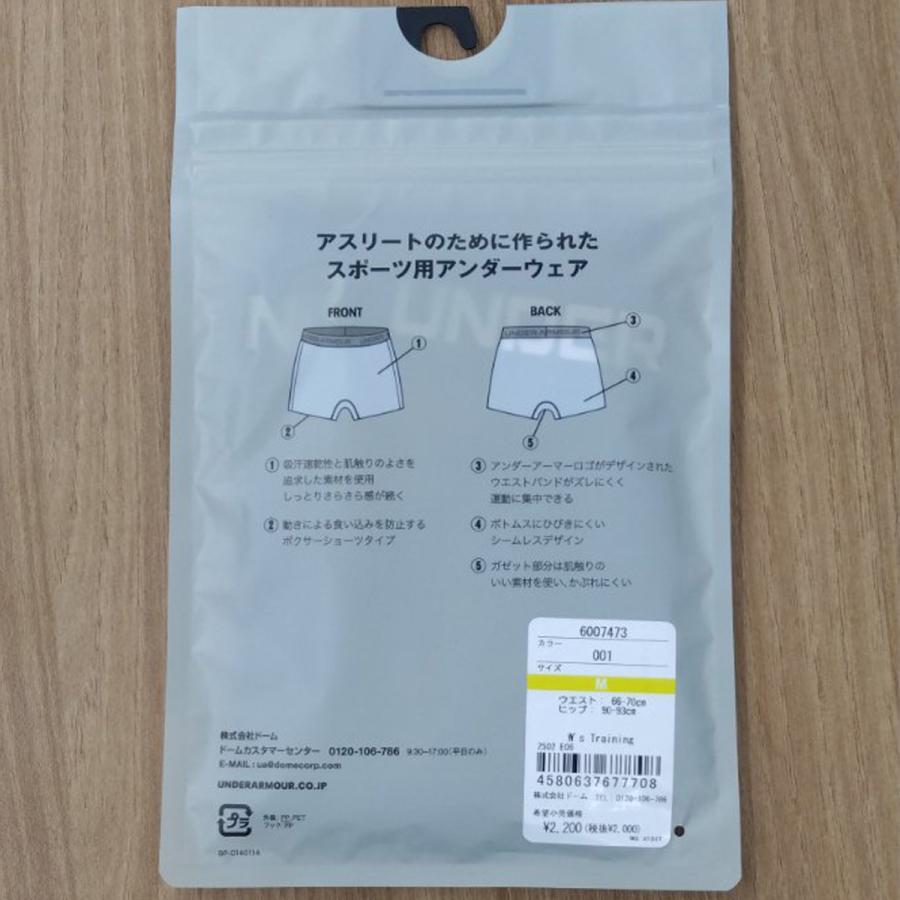 アスリートのために作られた
スポーツ用アンダーウェア
FRONT
BACK
UNDER ARMOUR
①
②
③
④
⑤
① 吸汗速乾性と肌触りのよさを
追求した素材を使用
しっとりさらさら感が続く
② 動きによる食い込みを防止する
ボクサーショーツタイプ
③ アンダーアーマーロゴがデザインされた
ウエストバンドがズレにくく
運動に集中できる
④ ボトムスにひびきにくい
シームレスデザイン
⑤ ガゼット部分は肌触りの
いい素材を使い、かぶれにくい
6007473
カラー
001
サイズ
M
ウエスト: 66-70cm
ヒップ: 90-93cm
W's Training
2502 E06
4580637677708
株式会社ドーム TEL:0120-106-786
希望小売価格
¥2,200(税抜¥2,000)
株式会社ドーム
ドームカスタマーセンター 0120-106-786 9:30-17:00(平日のみ)
E-MAIL : ua@domecorp.com
UNDERARMOUR.CO.JP
プラ
外装: PP,PET
フック: PP